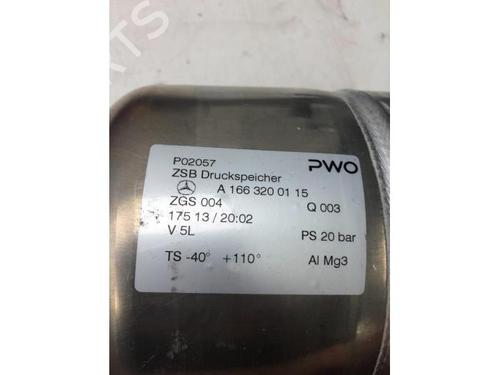 PARTS
P02057
PWO
ZSB Druckspeicher
A 166 320 01 15
ZGS 004 Q 003
175 13 / 20:02
V 5L PS 20 bar
TS -40° +110° Al Mg3